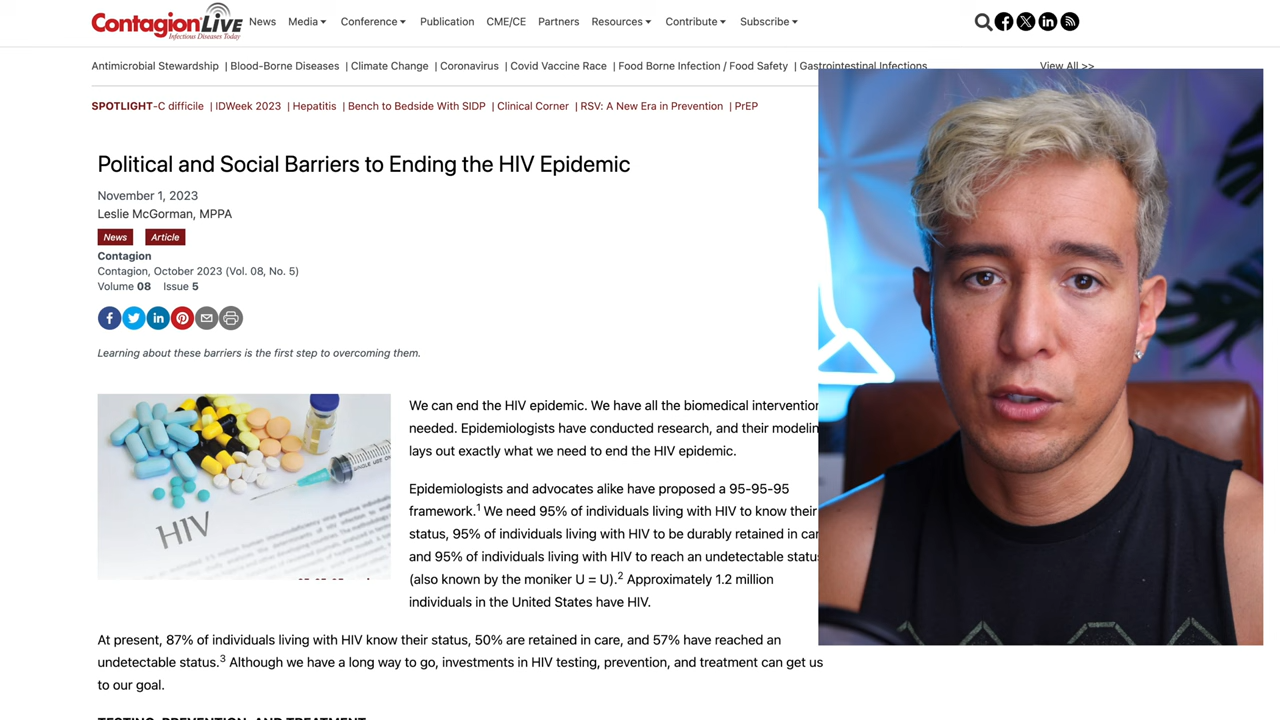 ContagionLIVE
Infectious Diseases Today
News Media Conference Publication CME/CE Partners Resources Contribute Subscribe
Antimicrobial Stewardship | Blood-Borne Diseases | Climate Change | Coronavirus | Covid Vaccine Race | Food Borne Infection / Food Safety | Gastrointestinal Infections View All >>
SPOTLIGHT-C difficile | IDWeek 2023 | Hepatitis | Bench to Bedside With SIDP | Clinical Corner | RSV: A New Era in Prevention | PrEP
Political and Social Barriers to Ending the HIV Epidemic
November 1, 2023
Leslie McGorman, MPPA
News Article
Contagion
Contagion, October 2023 (Vol. 08, No. 5)
Volume 08 Issue 5
Learning about these barriers is the first step to overcoming them.
HIV
SINGLE USE ON
We can end the HIV epidemic. We have all the biomedical intervention
needed. Epidemiologists have conducted research, and their modelin
lays out exactly what we need to end the HIV epidemic.
Epidemiologists and advocates alike have proposed a 95-95-95
framework.1 We need 95% of individuals living with HIV to know their
status, 95% of individuals living with HIV to be durably retained in car
and 95% of individuals living with HIV to reach an undetectable statu
(also known by the moniker U = U).2 Approximately 1.2 million
individuals in the United States have HIV.
At present, 87% of individuals living with HIV know their status, 50% are retained in care, and 57% have reached an
undetectable status.3 Although we have a long way to go, investments in HIV testing, prevention, and treatment can get us
to our goal.
TESTING, PREVENTION, AND TREATMENT